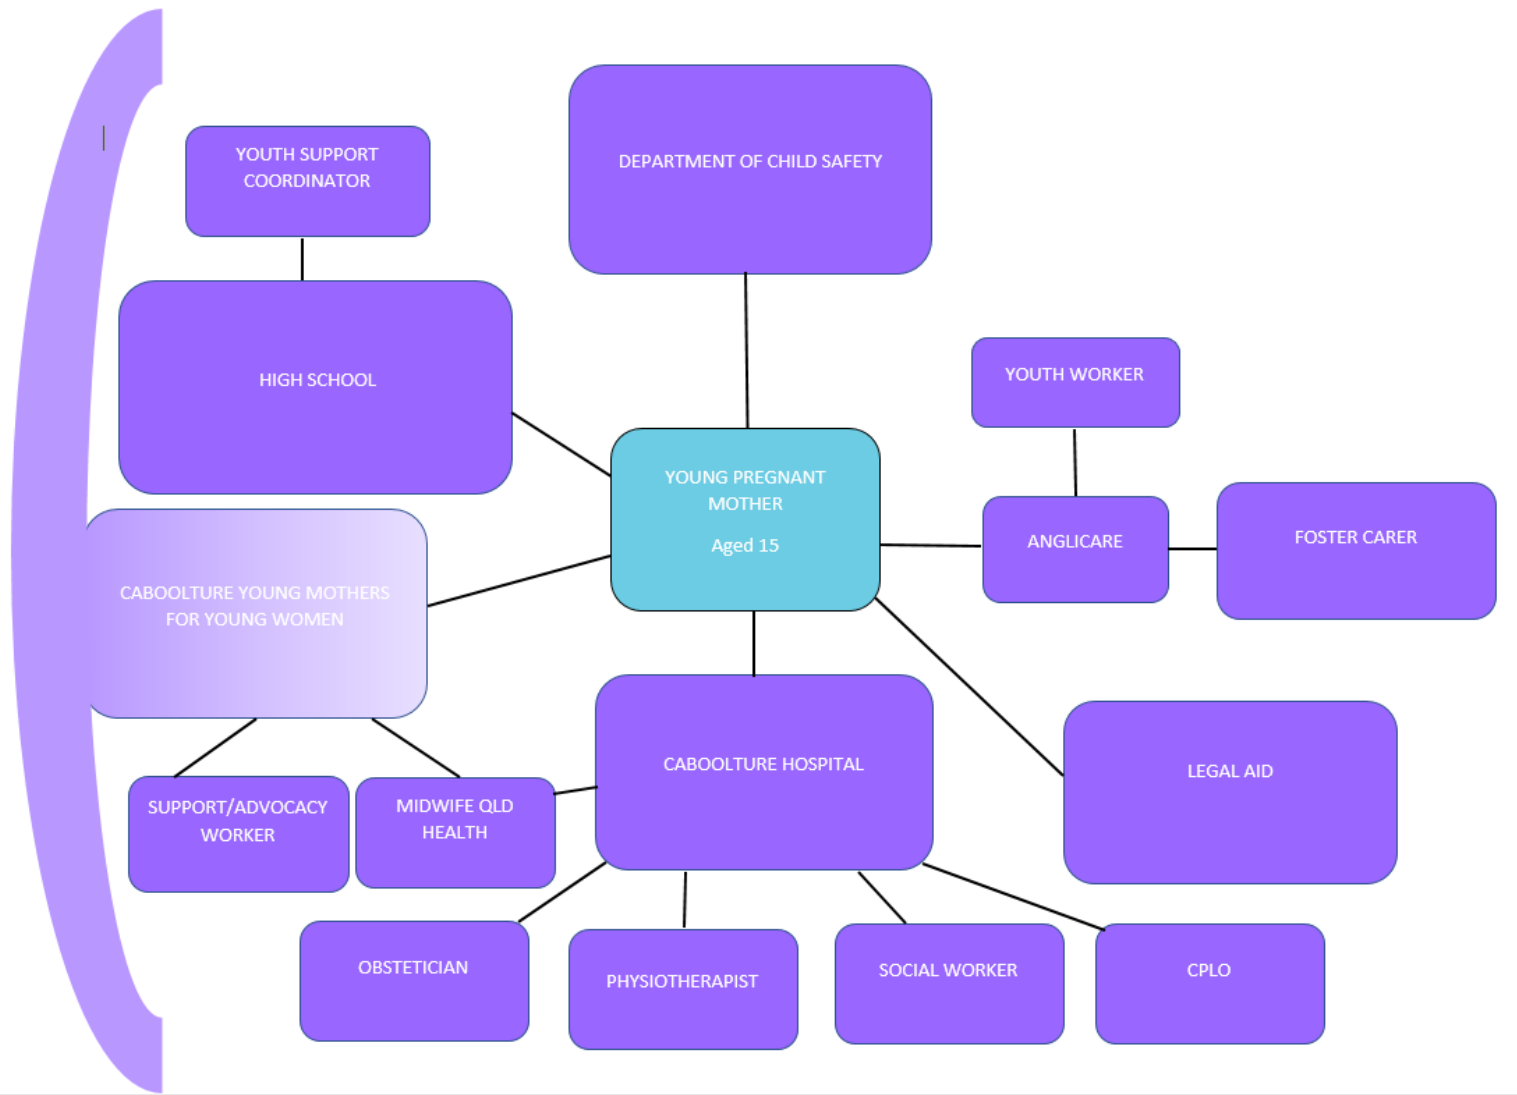 YOUTH SUPPORT
COORDINATOR
DEPARTMENT OF CHILD SAFETY
HIGH SCHOOL
YOUTH WORKER
YOUNG PREGNANT
MOTHER
Aged 15
ANGLICARE
FOSTER CARER
CABOOLTURE YOUNG MOTHERS
FOR YOUNG WOMEN
CABOOLTURE HOSPITAL
LEGAL AID
SUPPORT/ADVOCACY
WORKER
MIDWIFE QLD
HEALTH
OBSTETICIAN
PHYSIOTHERAPIST
SOCIAL WORKER
CPLO